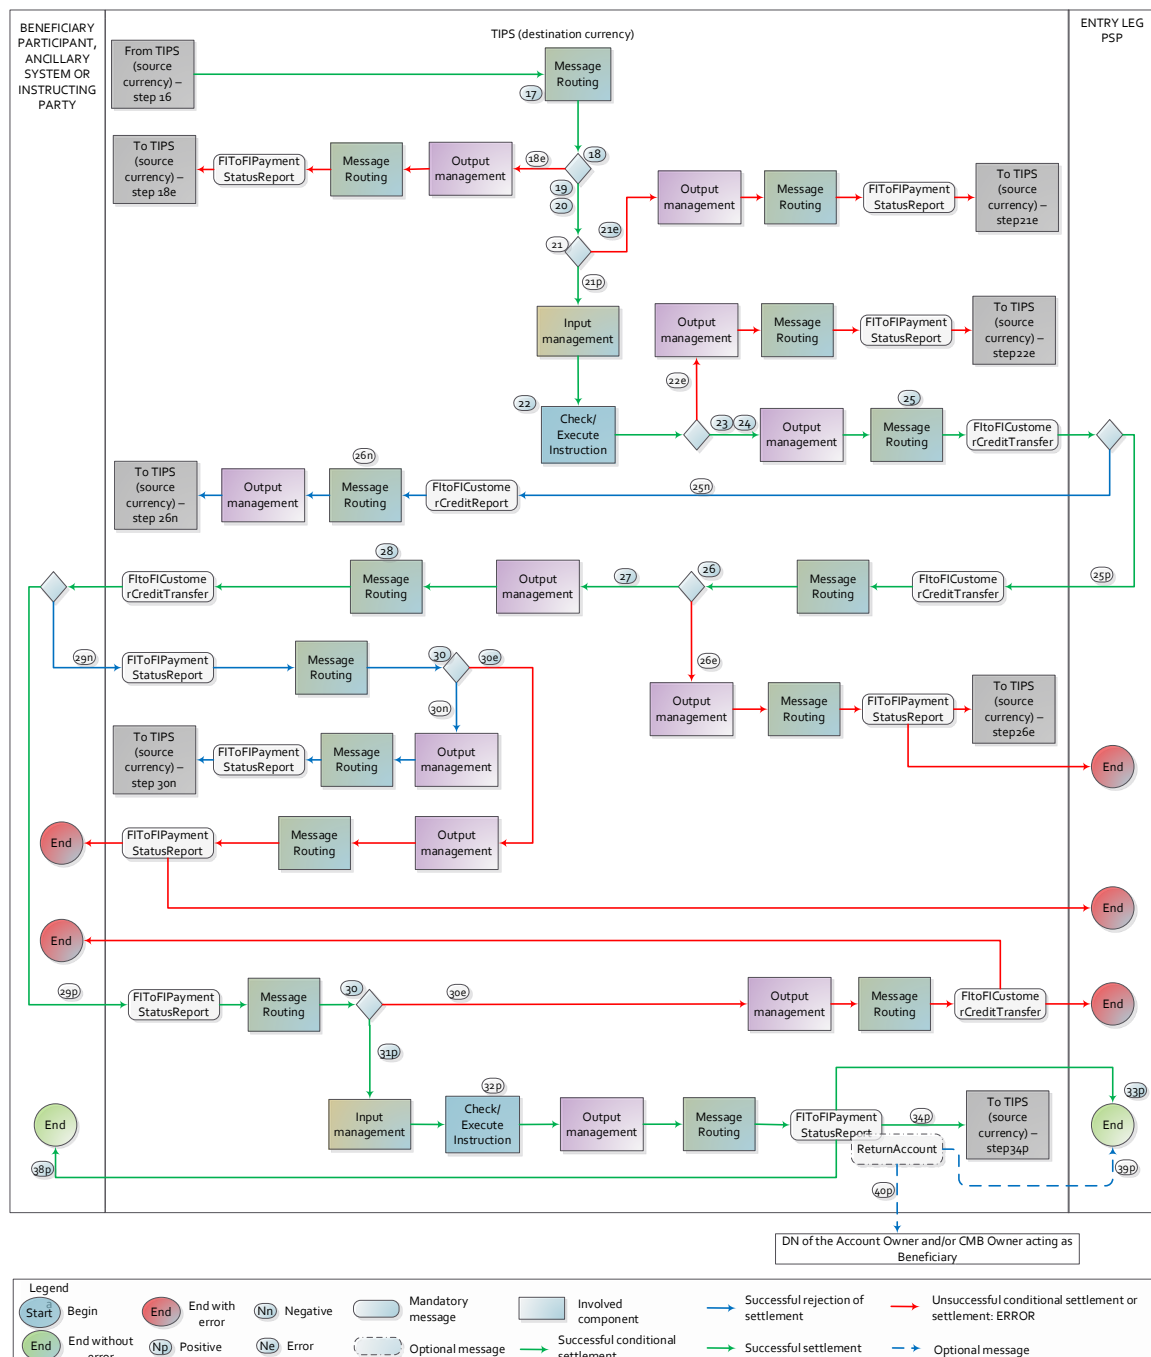 BENEFICIARY
PARTICIPANT,
ANCILLARY
SYSTEM OR
INSTRUCTING
PARTY
TIPS (destination currency)
ENTRY LEG
PSP
From TIPS
(source
currency) –
step 16
Message
Routing
17
To TIPS
(source
currency) –
step 18e
FIToFIPayment
StatusReport
Message
Routing
Output
management
18e
18
19
20
21
21e
Output
management
Message
Routing
FIToFIPayment
StatusReport
To TIPS
(source
currency) –
step21e
21p
Input
management
Output
management
Message
Routing
FIToFIPayment
StatusReport
To TIPS
(source
currency) –
step22e
22e
22
Check/
Execute
Instruction
23
24
Output
management
25
Message
Routing
FItoFICustome
rCreditTransfer
To TIPS
(source
currency) –
step 26n
Output
management
26n
Message
Routing
FItoFICustome
rCreditReport
25n
28
27
26
25p
FItoFICustome
rCreditTransfer
Message
Routing
Output
management
Message
Routing
FItoFICustome
rCreditTransfer
29n
FIToFIPayment
StatusReport
Message
Routing
30
30e
26e
30n
Output
management
Message
Routing
FIToFIPayment
StatusReport
To TIPS
(source
currency) –
step26e
To TIPS
(source
currency) –
step 30n
FIToFIPayment
StatusReport
Message
Routing
Output
management
End
End
FIToFIPayment
StatusReport
Message
Routing
Output
management
End
End
29p
FIToFIPayment
StatusReport
Message
Routing
30
30e
Output
management
Message
Routing
FItoFICustome
rCreditTransfer
End
31p
32p
Input
management
Check/
Execute
Instruction
Output
management
Message
Routing
FIToFIPayment
StatusReport
34p
To TIPS
(source
currency) –
step34p
33p
End
End
ReturnAccount
38p
39p
40p
DN of the Account Owner and/or CMB Owner acting as
Beneficiary
Legend
a
Start
Begin
End
End with
error
Nn
Negative
Mandatory
message
Involved
component
Successful rejection of
settlement
Unsuccessful conditional settlement or
settlement: ERROR
End
End without
error
Np
Positive
Ne
Error
Optional message
Successful conditional
settlement
Successful settlement
Optional message